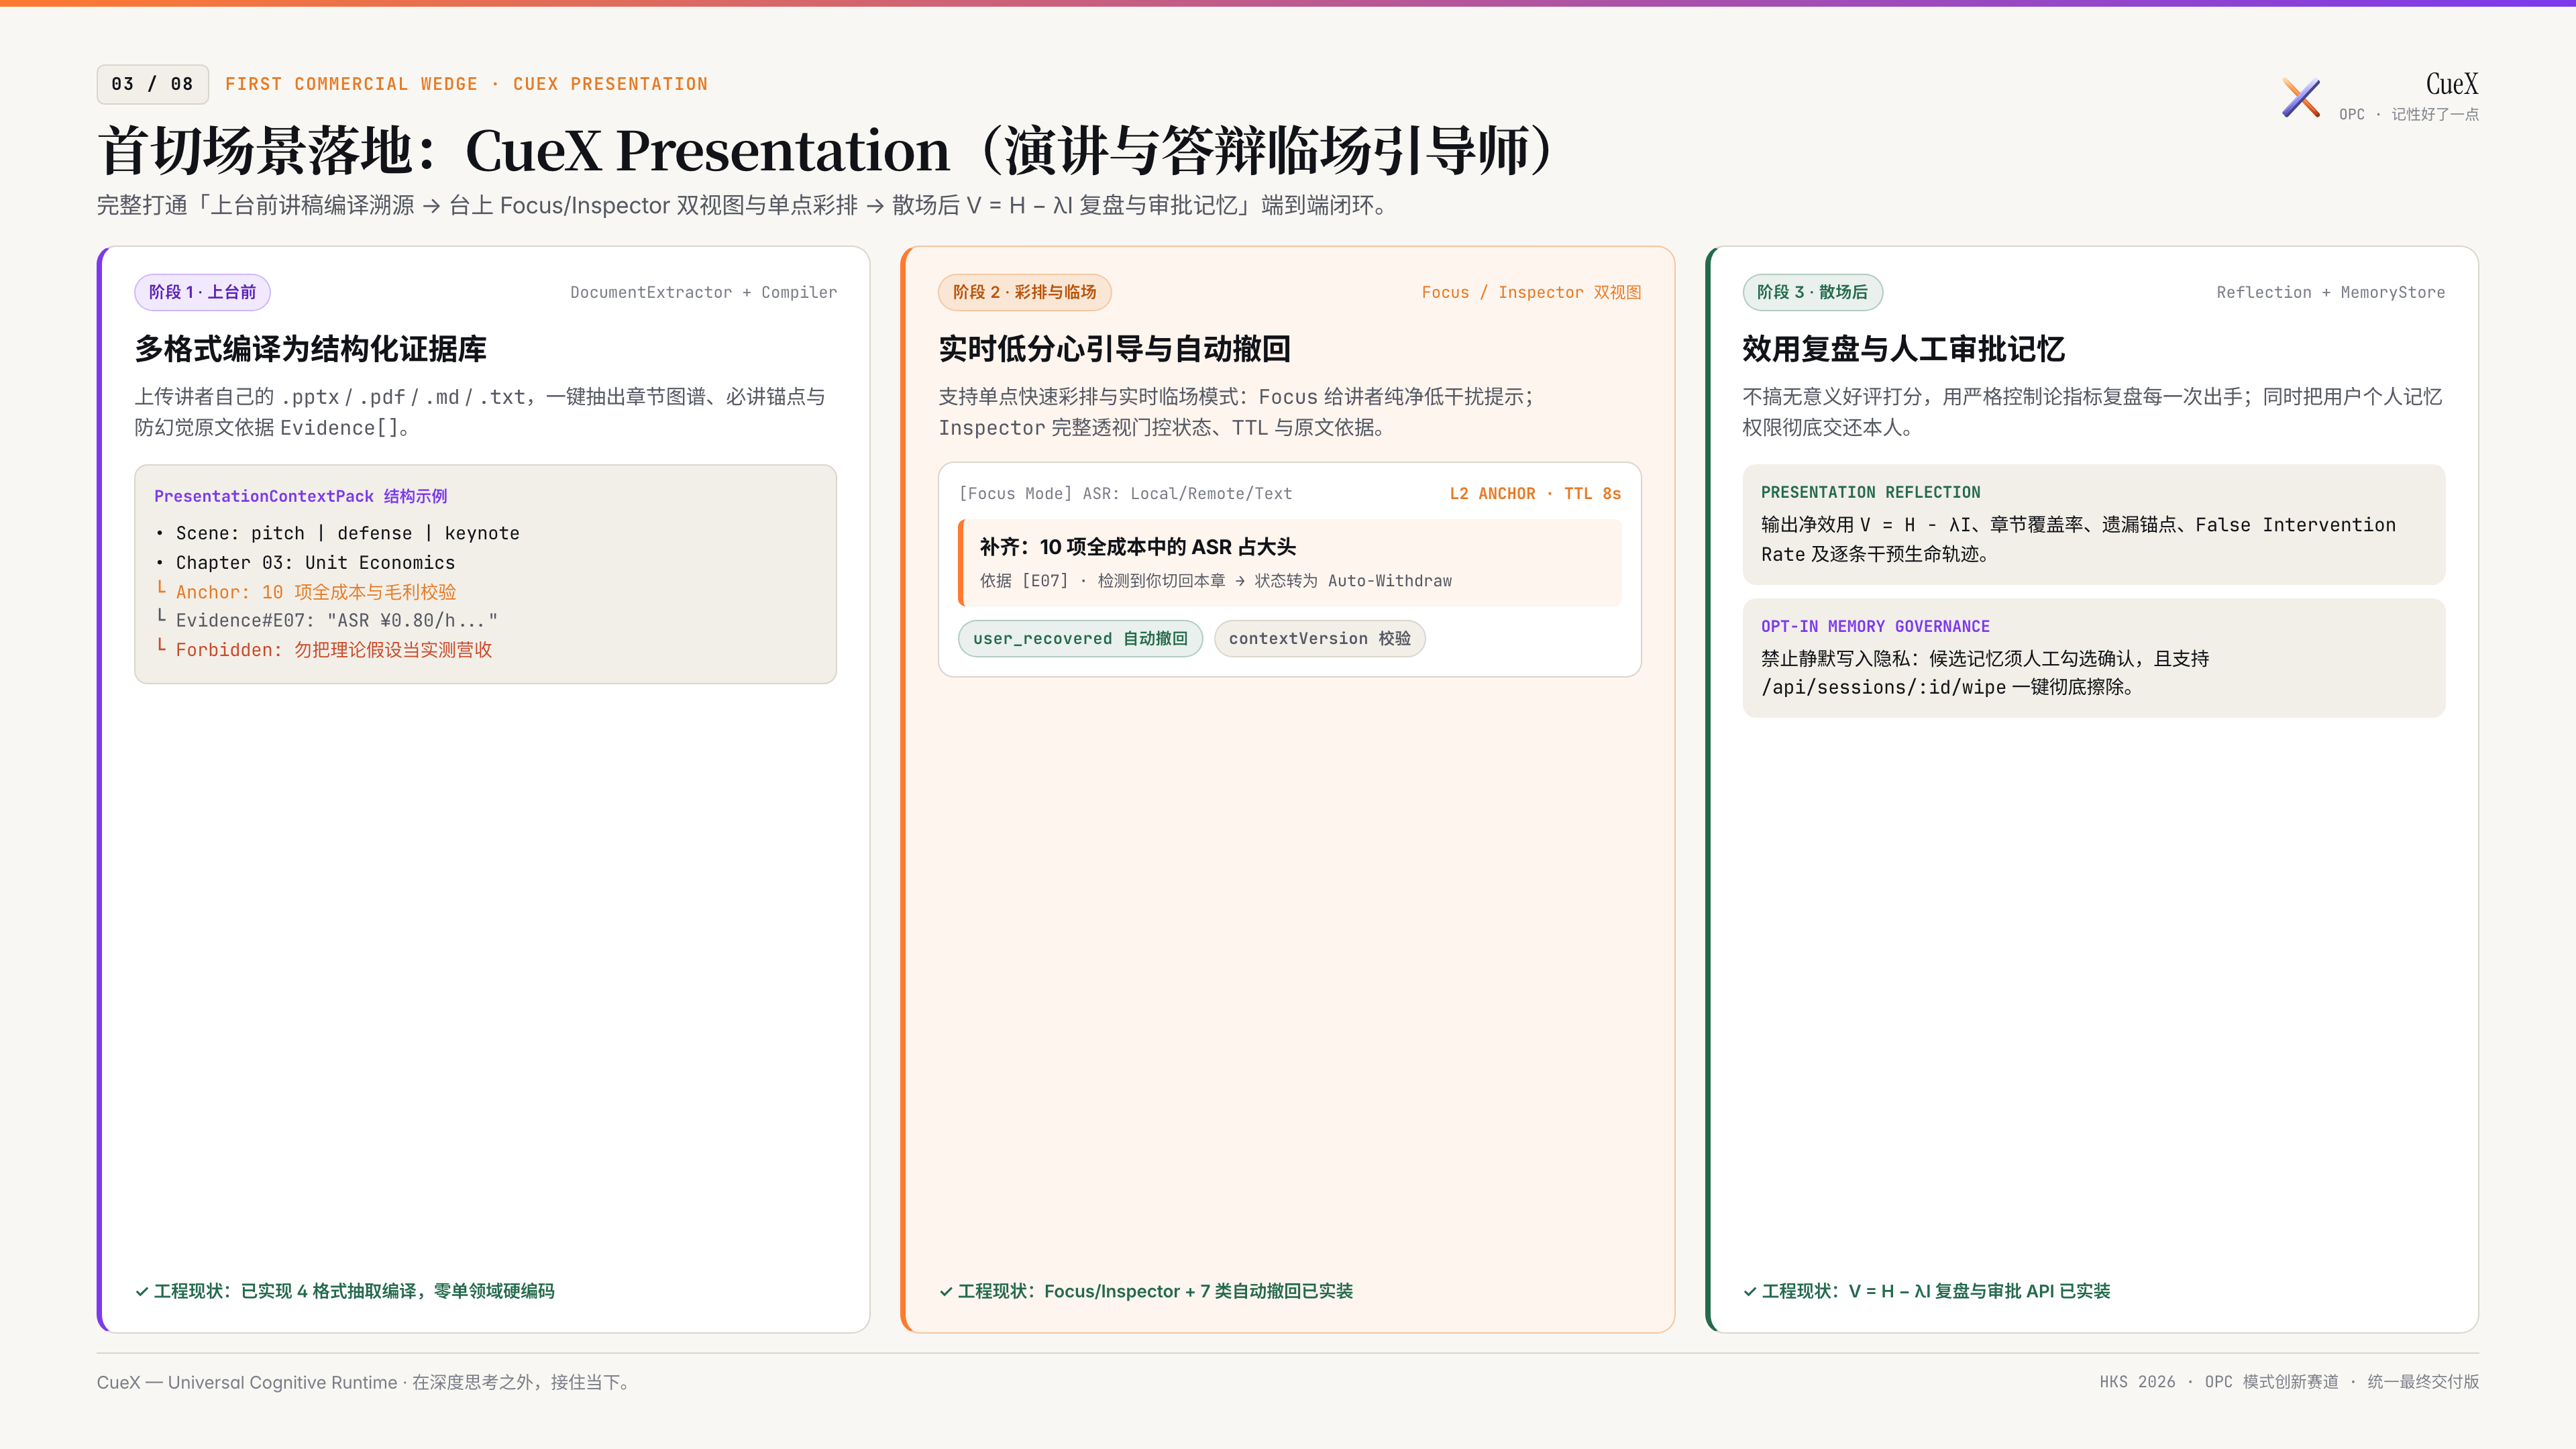 03 / 08
FIRST COMMERCIAL WEDGE · CUEX PRESENTATION
CueX
OPC · 记性好了一点
首切场景落地：CueX Presentation（演讲与答辩临场引导师）
完整打通「上台前讲稿编译溯源 → 台上 Focus/Inspector 双视图与单点彩排 → 散场后 V = H − λI 复盘与审批记忆」端到端闭环。
阶段 1 · 上台前
DocumentExtractor + Compiler
多格式编译为结构化证据库
上传讲者自己的 .pptx / .pdf / .md / .txt，一键抽出章节图谱、必讲锚点与
防幻觉原文依据 Evidence[]。
PresentationContextPack 结构示例
• Scene: pitch | defense | keynote
• Chapter 03: Unit Economics
└ Anchor: 10 项全成本与毛利校验
└ Evidence#E07: "ASR ¥0.80/h..."
└ Forbidden: 勿把理论假设当实测营收
✓ 工程现状：已实现 4 格式抽取编译，零单领域硬编码
阶段 2 · 彩排与临场
Focus / Inspector 双视图
实时低分心引导与自动撤回
支持单点快速彩排与实时临场模式：Focus 给讲者纯净低干扰提示；
Inspector 完整透视门控状态、TTL 与原文依据。
[Focus Mode] ASR: Local/Remote/Text
L2 ANCHOR · TTL 8s
补齐：10 项全成本中的 ASR 占大头
依据 [E07] · 检测到你切回本章 → 状态转为 Auto-Withdraw
user_recovered 自动撤回
contextVersion 校验
✓ 工程现状：Focus/Inspector + 7 类自动撤回已实装
阶段 3 · 散场后
Reflection + MemoryStore
效用复盘与人工审批记忆
不搞无意义好评打分，用严格控制论指标复盘每一次出手；同时把用户个人记忆
权限彻底交还本人。
PRESENTATION REFLECTION
输出净效用 V = H - λI、章节覆盖率、遗漏锚点、False Intervention
Rate 及逐条干预生命轨迹。
OPT-IN MEMORY GOVERNANCE
禁止静默写入隐私：候选记忆须人工勾选确认，且支持
/api/sessions/:id/wipe 一键彻底擦除。
✓ 工程现状：V = H − λI 复盘与审批 API 已实装
CueX — Universal Cognitive Runtime · 在深度思考之外，接住当下。
HKS 2026 · OPC 模式创新赛道 · 统一最终交付版